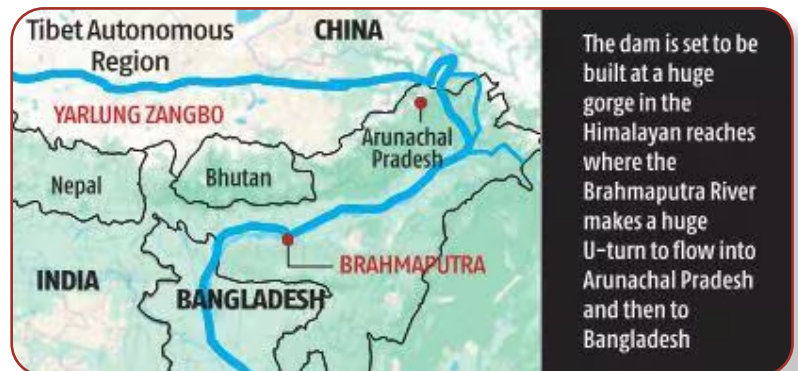 Tibet Autonomous
Region
CHINA
YARLUNG ZANGBO
Arunachal
Pradesh
Nepal
Bhutan
BRAHMAPUTRA
INDIA
BANGLADESH
The dam is set to be
built at a huge
gorge in the
Himalayan reaches
where the
Brahmaputra River
makes a huge
U-turn to flow into
Arunachal Pradesh
and then to
Bangladesh